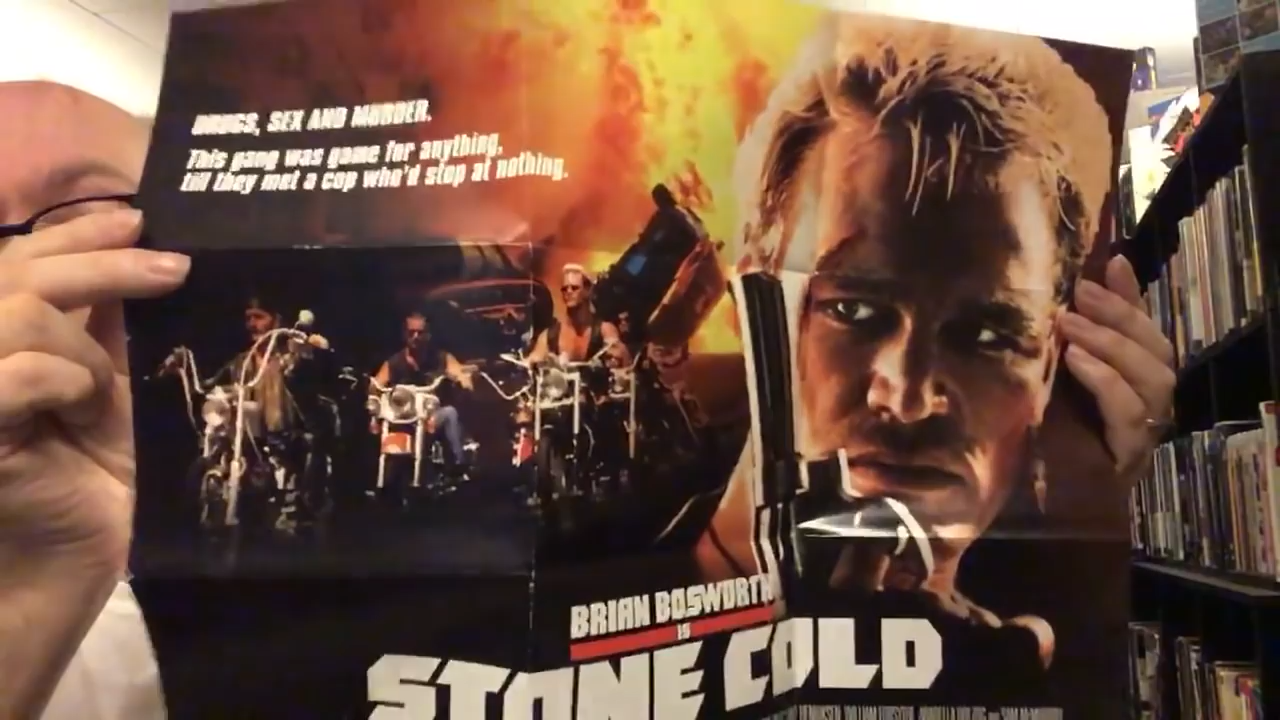 DRUGS, SEX AND MURDER.
This gang was game for anything,
till they met a cop who'd stop at nothing.
BRIAN BOSWORTH
IS
STONE COLD